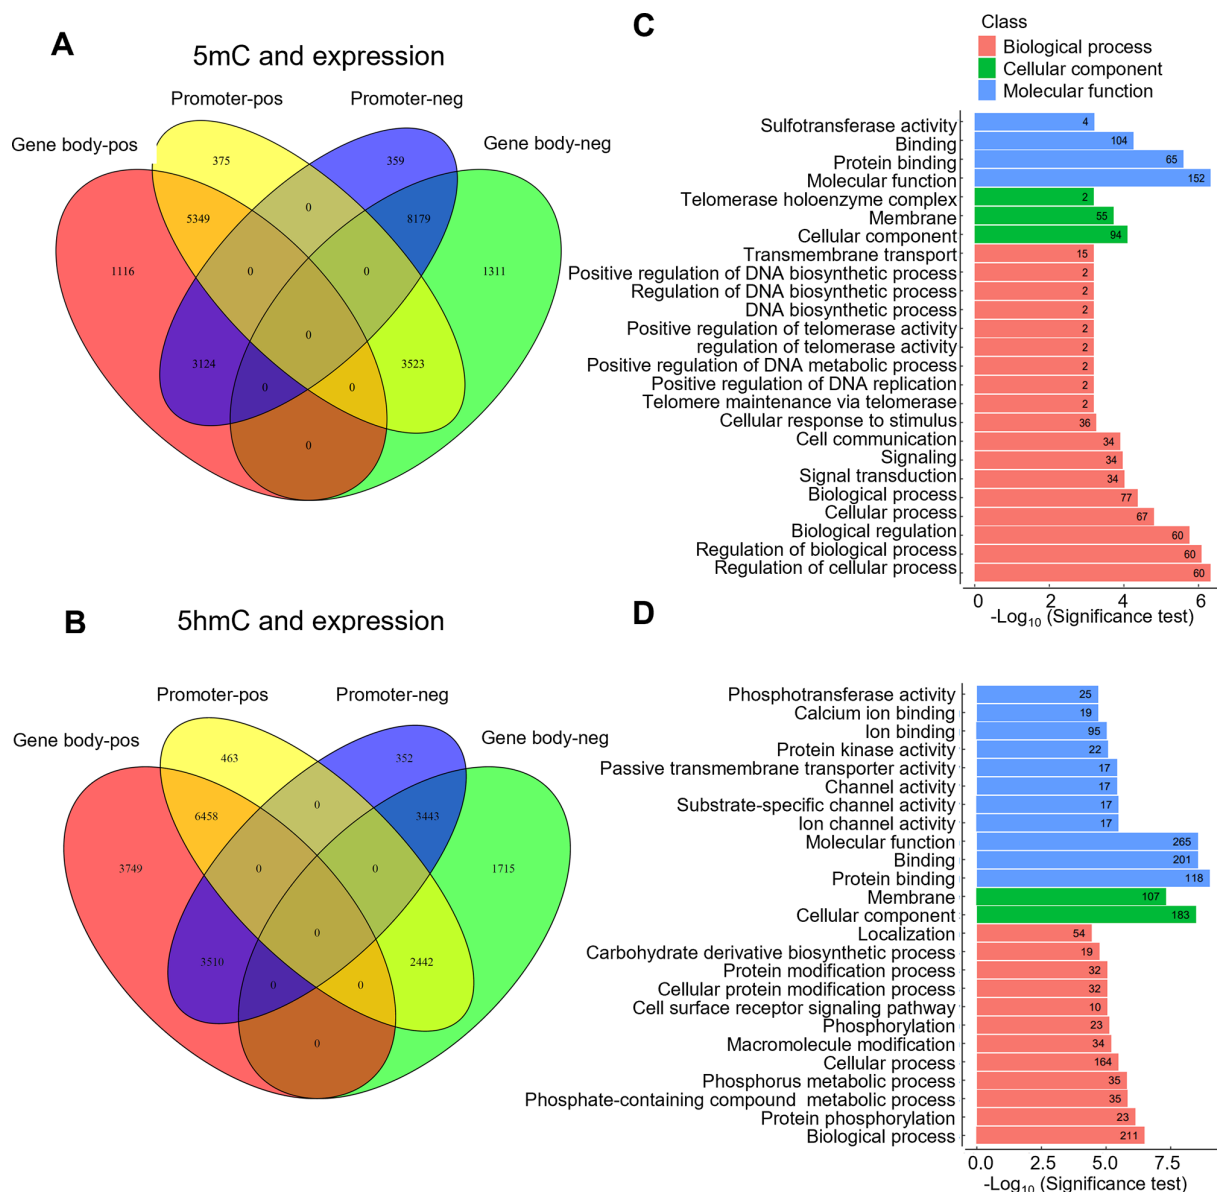 A
5mC and expression
Promoter-pos
Promoter-neg
Gene body-pos
Gene body-neg
375
359
0
5349
8179
1116
0
0
1311
0
3124
3523
0
0
0
B
5hmC and expression
Promoter-pos
Promoter-neg
Gene body-pos
Gene body-neg
463
352
0
6458
3443
3749
0
0
1715
0
3510
2442
0
0
0
C
Class
Biological process
Cellular component
Molecular function
Sulfotransferase activity 4
Binding 104
Protein binding 65
Molecular function 152
Telomerase holoenzyme complex 2
Membrane 55
Cellular component 94
Transmembrane transport 15
Positive regulation of DNA biosynthetic process 2
Regulation of DNA biosynthetic process 2
DNA biosynthetic process 2
Positive regulation of telomerase activity 2
regulation of telomerase activity 2
Positive regulation of DNA metabolic process 2
Positive regulation of DNA replication 2
Telomere maintenance via telomerase 2
Cellular response to stimulus 36
Cell communication 34
Signaling 34
Signal transduction 34
Biological process 77
Cellular process 67
Biological regulation 60
Regulation of biological process 60
Regulation of cellular process 60
0 2 4 6
-Log10 (Significance test)
D
Phosphotransferase activity 25
Calcium ion binding 19
Ion binding 95
Protein kinase activity 22
Passive transmembrane transporter activity 17
Channel activity 17
Substrate-specific channel activity 17
Ion channel activity 17
Molecular function 265
Binding 201
Protein binding 118
Membrane 107
Cellular component 183
Localization 54
Carbohydrate derivative biosynthetic process 19
Protein modification process 32
Cellular protein modification process 32
Cell surface receptor signaling pathway 10
Phosphorylation 23
Macromolecule modification 34
Cellular process 164
Phosphorus metabolic process 35
Phosphate-containing compound metabolic process 35
Protein phosphorylation 23
Biological process 211
0.0 2.5 5.0 7.5
-Log10 (Significance test)